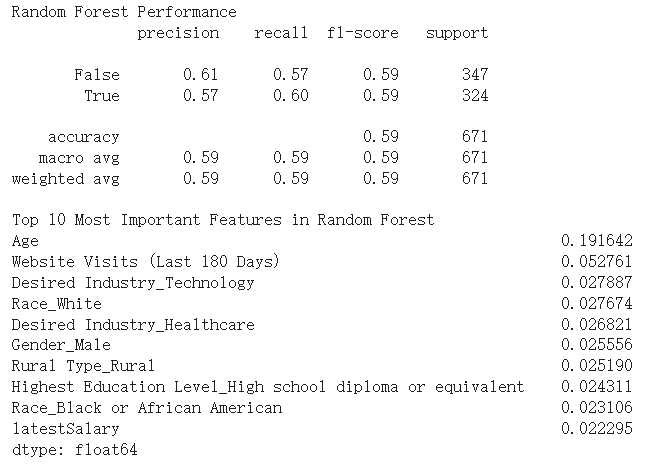 Random Forest Performance
precision recall f1-score support
False 0.61 0.57 0.59 347
True 0.57 0.60 0.59 324
accuracy 0.59 671
macro avg 0.59 0.59 0.59 671
weighted avg 0.59 0.59 0.59 671
Top 10 Most Important Features in Random Forest
Age 0.191642
Website Visits (Last 180 Days) 0.052761
Desired Industry_Technology 0.027887
Race_White 0.027674
Desired Industry_Healthcare 0.026821
Gender_Male 0.025556
Rural Type_Rural 0.025190
Highest Education Level_High school diploma or equivalent 0.024311
Race_Black or African American 0.023106
latestSalary 0.022295
dtype: float64